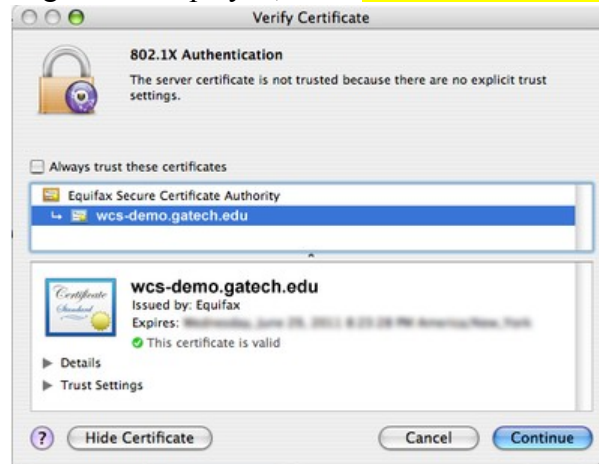 Verify Certificate
802.1X Authentication
The server certificate is not trusted because there are no explicit trust
settings.
Always trust these certificates
Equifax Secure Certificate Authority
wcs-demo.gatech.edu
Certificate
Standard
wcs-demo.gatech.edu
Issued by: Equifax
Expires:
This certificate is valid
Details
Trust Settings
? Hide Certificate Cancel Continue